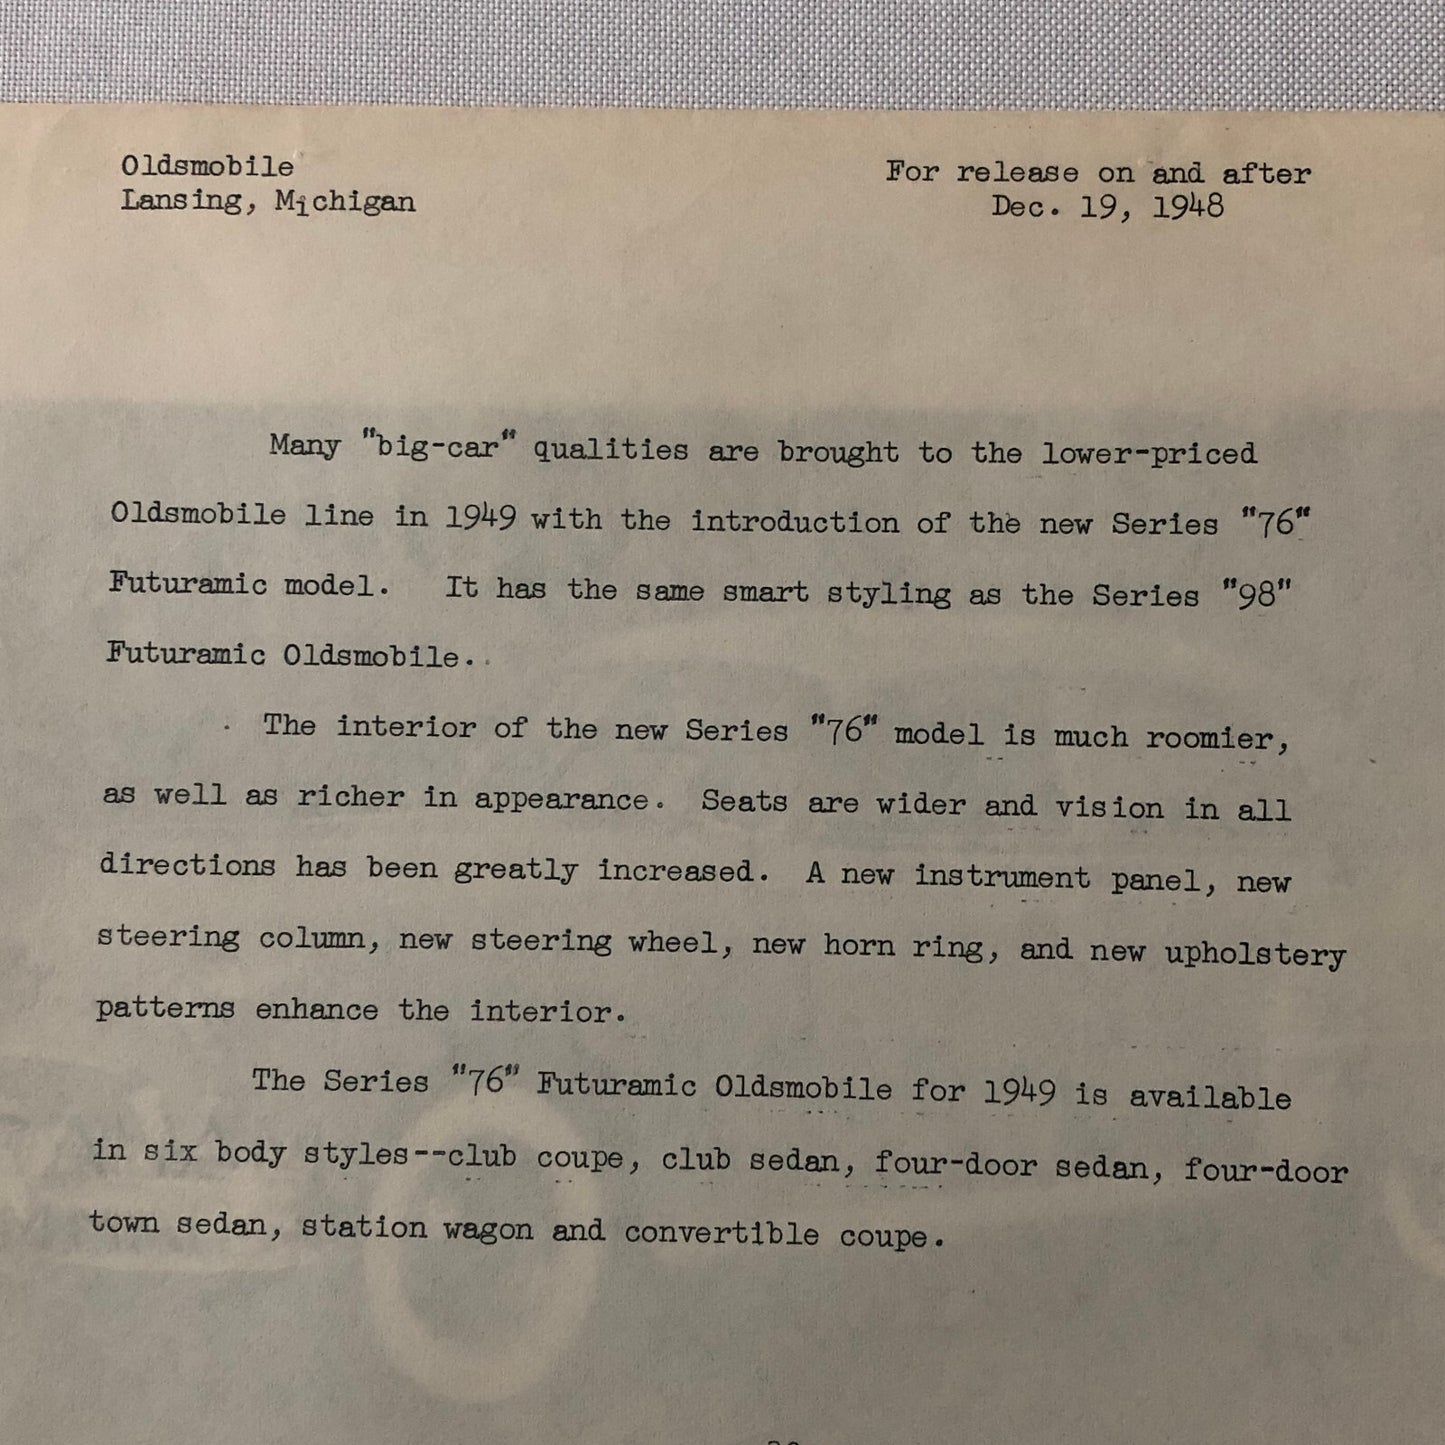 Oldsmobile
Lansing, Michigan
For release on and after
Dec. 19, 1948
Many "big-car" qualities are brought to the lower-priced
Oldsmobile line in 1949 with the introduction of the new Series "76"
Futuramic model. It has the same smart styling as the Series "98"
Futuramic Oldsmobile.
The interior of the new Series "76" model is much roomier,
as well as richer in appearance. Seats are wider and vision in all
directions has been greatly increased. A new instrument panel, new
steering column, new steering wheel, new horn ring, and new upholstery
patterns enhance the interior.
The Series "76" Futuramic Oldsmobile for 1949 is available
in six body styles--club coupe, club sedan, four-door sedan, four-door
town sedan, station wagon and convertible coupe.